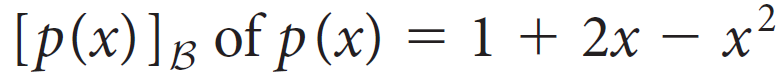 [p(x)]_ℬ of p(x) = 1 + 2x − x²